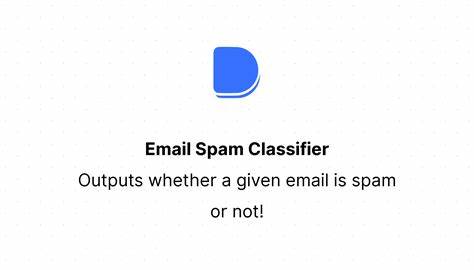 Email Spam Classifier
Outputs whether a given email is spam
or not!